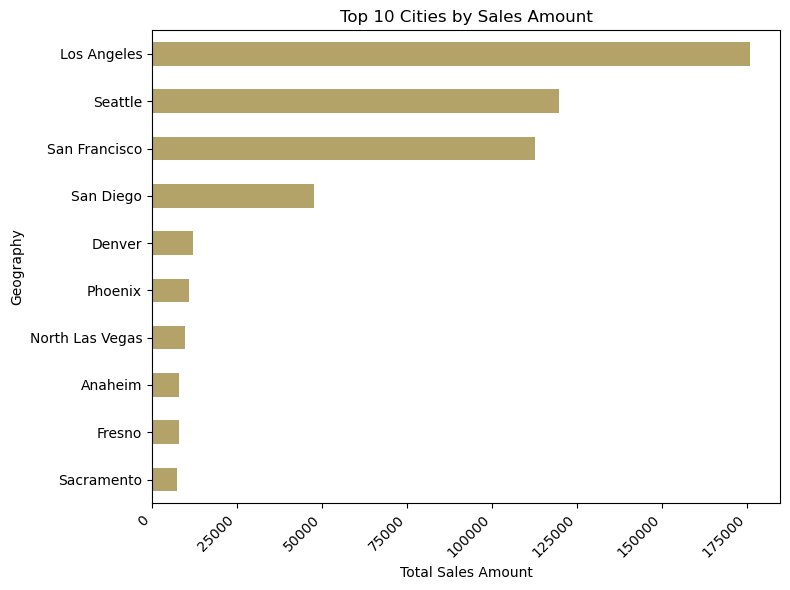 Top 10 Cities by Sales Amount
Geography
Los Angeles
Seattle
San Francisco
San Diego
Denver
Phoenix
North Las Vegas
Anaheim
Fresno
Sacramento
0
25000
50000
75000
100000
125000
150000
175000
Total Sales Amount